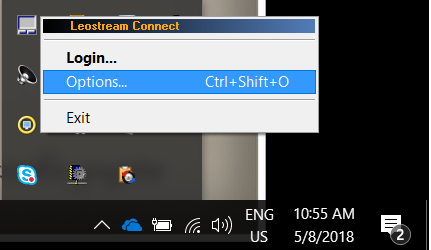 Leostream Connect
Login...
Options... Ctrl+Shift+O
Exit
ENG 10:55 AM
US 5/8/2018
2